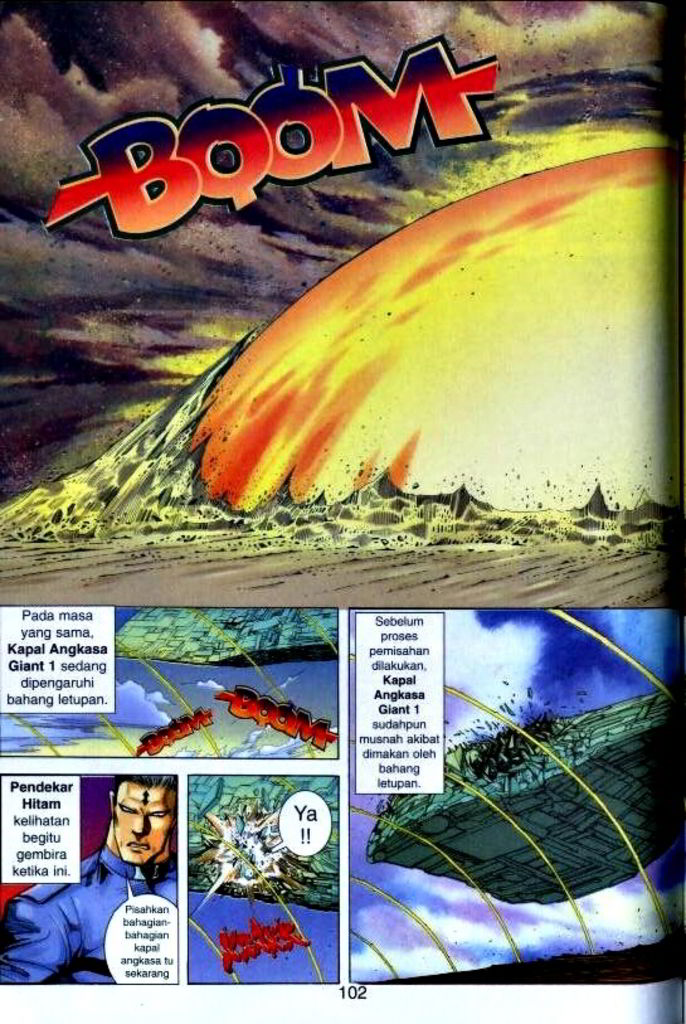 BOOM
Pada masa
yang sama,
Kapal Angkasa
Giant 1 sedang
dipengaruhi
bahang letupan.
BOOM
BOOM
Sebelum
proses
pemisahan
dilakukan,
Kapal
Angkasa
Giant 1
sudahpun
musnah akibat
dimakan oleh
bahang
letupan.
Pendekar
Hitam
kelihatan
begitu
gembira
ketika ini.
Pisahkan
bahagian-
bahagian
kapal
angkasa tu
sekarang
Ya
!!
102